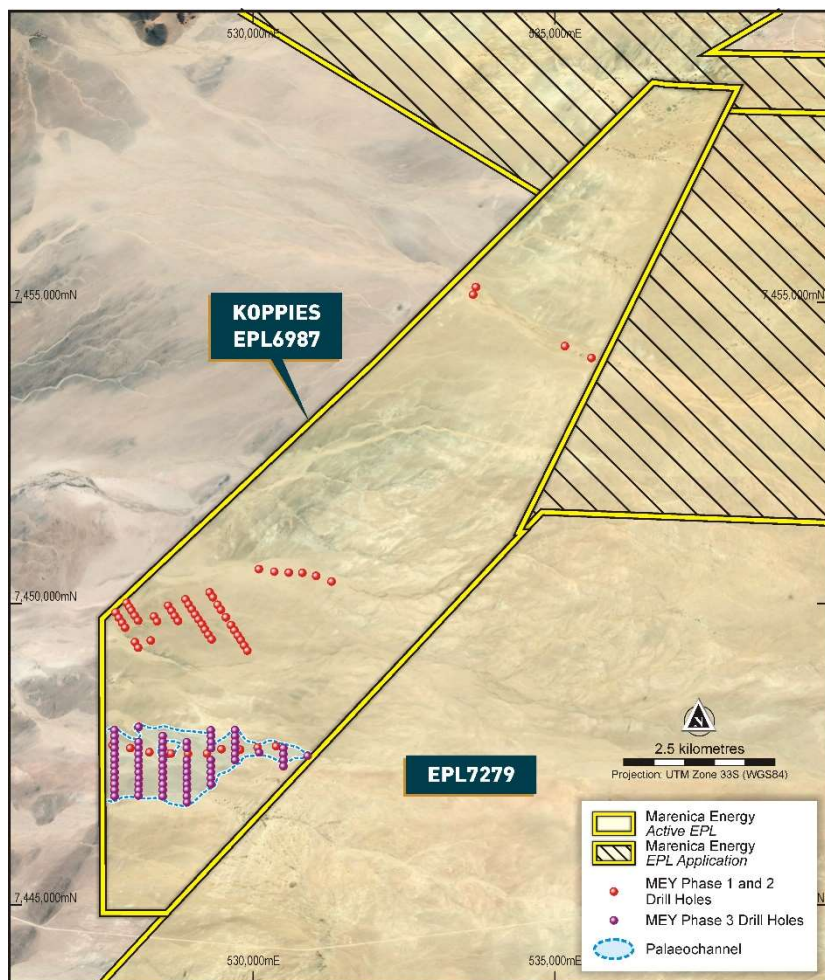 530,000mE
535,000mE
7,455,000mN
7,455,000mN
KOPPIES
EPL6987
7,450,000mN
N
2.5 kilometres
Projection: UTM Zone 33S (WGS84)
EPL7279
Marenica Energy
Active EPL
Marenica Energy
EPL Application
MEY Phase 1 and 2
Drill Holes
MEY Phase 3 Drill Holes
Palaeochannel
7,445,000mN
530,000mE
535,000mE